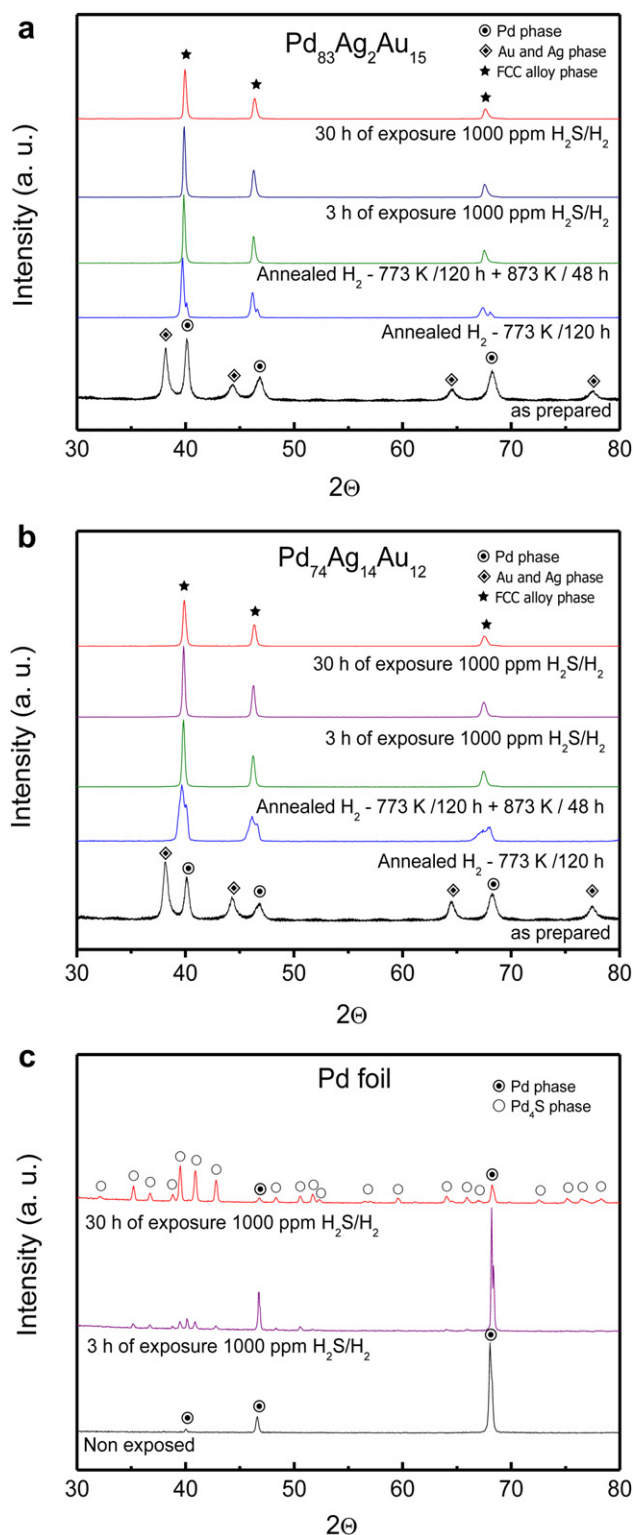 a
Pd83Ag2Au15
Pd phase
Au and Ag phase
FCC alloy phase
30 h of exposure 1000 ppm H2S/H2
3 h of exposure 1000 ppm H2S/H2
Annealed H2 - 773 K /120 h + 873 K / 48 h
Annealed H2 - 773 K /120 h
as prepared
Intensity (a. u.)
30 40 50 60 70 80
2Θ
b
Pd74Ag14Au12
Pd phase
Au and Ag phase
FCC alloy phase
30 h of exposure 1000 ppm H2S/H2
3 h of exposure 1000 ppm H2S/H2
Annealed H2 - 773 K /120 h + 873 K / 48 h
Annealed H2 - 773 K /120 h
as prepared
Intensity (a. u.)
30 40 50 60 70 80
2Θ
c
Pd foil
Pd phase
Pd4S phase
30 h of exposure 1000 ppm H2S/H2
3 h of exposure 1000 ppm H2S/H2
Non exposed
Intensity (a. u.)
30 40 50 60 70 80
2Θ